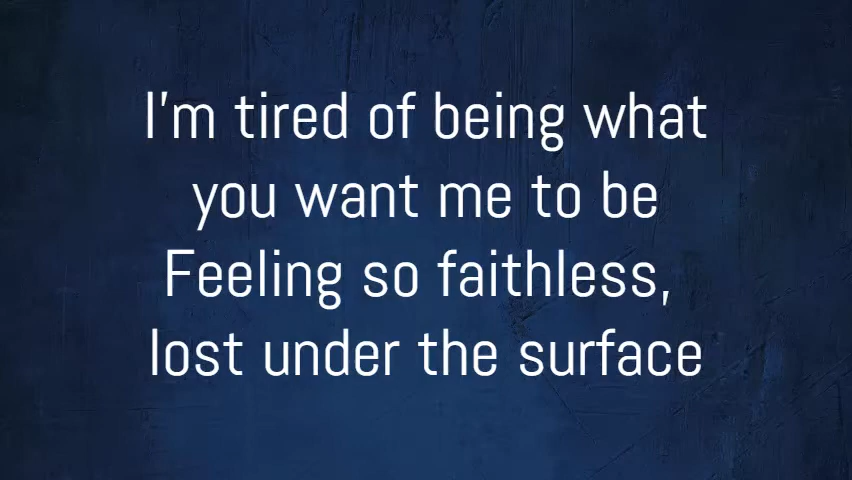 I'm tired of being what
you want me to be
Feeling so faithless,
lost under the surface